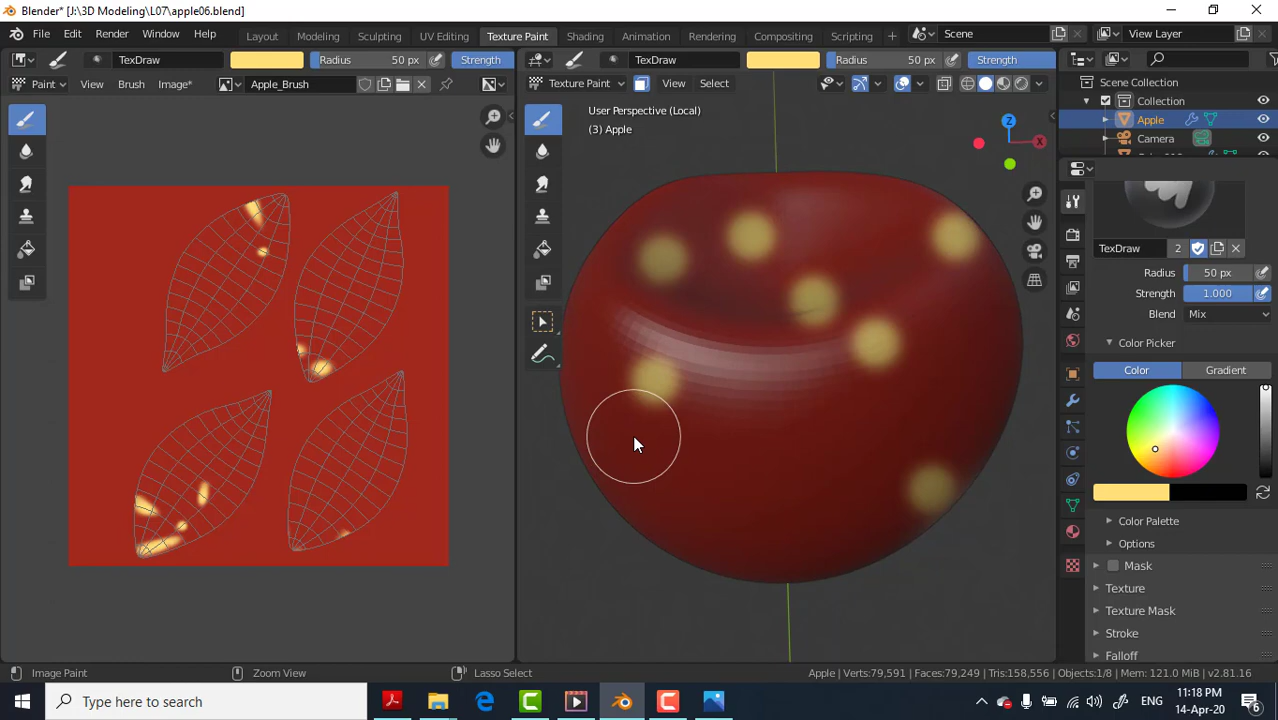 Blender* [J:\3D Modeling\L07\apple06.blend]
File Edit Render Window Help Layout Modeling Sculpting UV Editing Texture Paint Shading Animation Rendering Compositing Scripting Scene View Layer
TexDraw Radius 50 px Strength TexDraw Radius 50 px Strength
Paint View Brush Image* Apple_Brush Texture Paint View Select
Scene Collection
Collection
Apple
Camera
User Perspective (Local)
(3) Apple
Z
X
TexDraw 2
Radius 50 px
Strength 1.000
Blend Mix
Color Picker
Color Gradient
Color Palette
Options
Mask
Texture
Texture Mask
Stroke
Falloff
Image Paint Zoom View Lasso Select Apple | Verts:79,591 | Faces:79,249 | Tris:158,556 | Objects:1/8 | Mem: 121.0 MiB | v2.81.16
Type here to search
ENG
11:18 PM
14-Apr-20
6